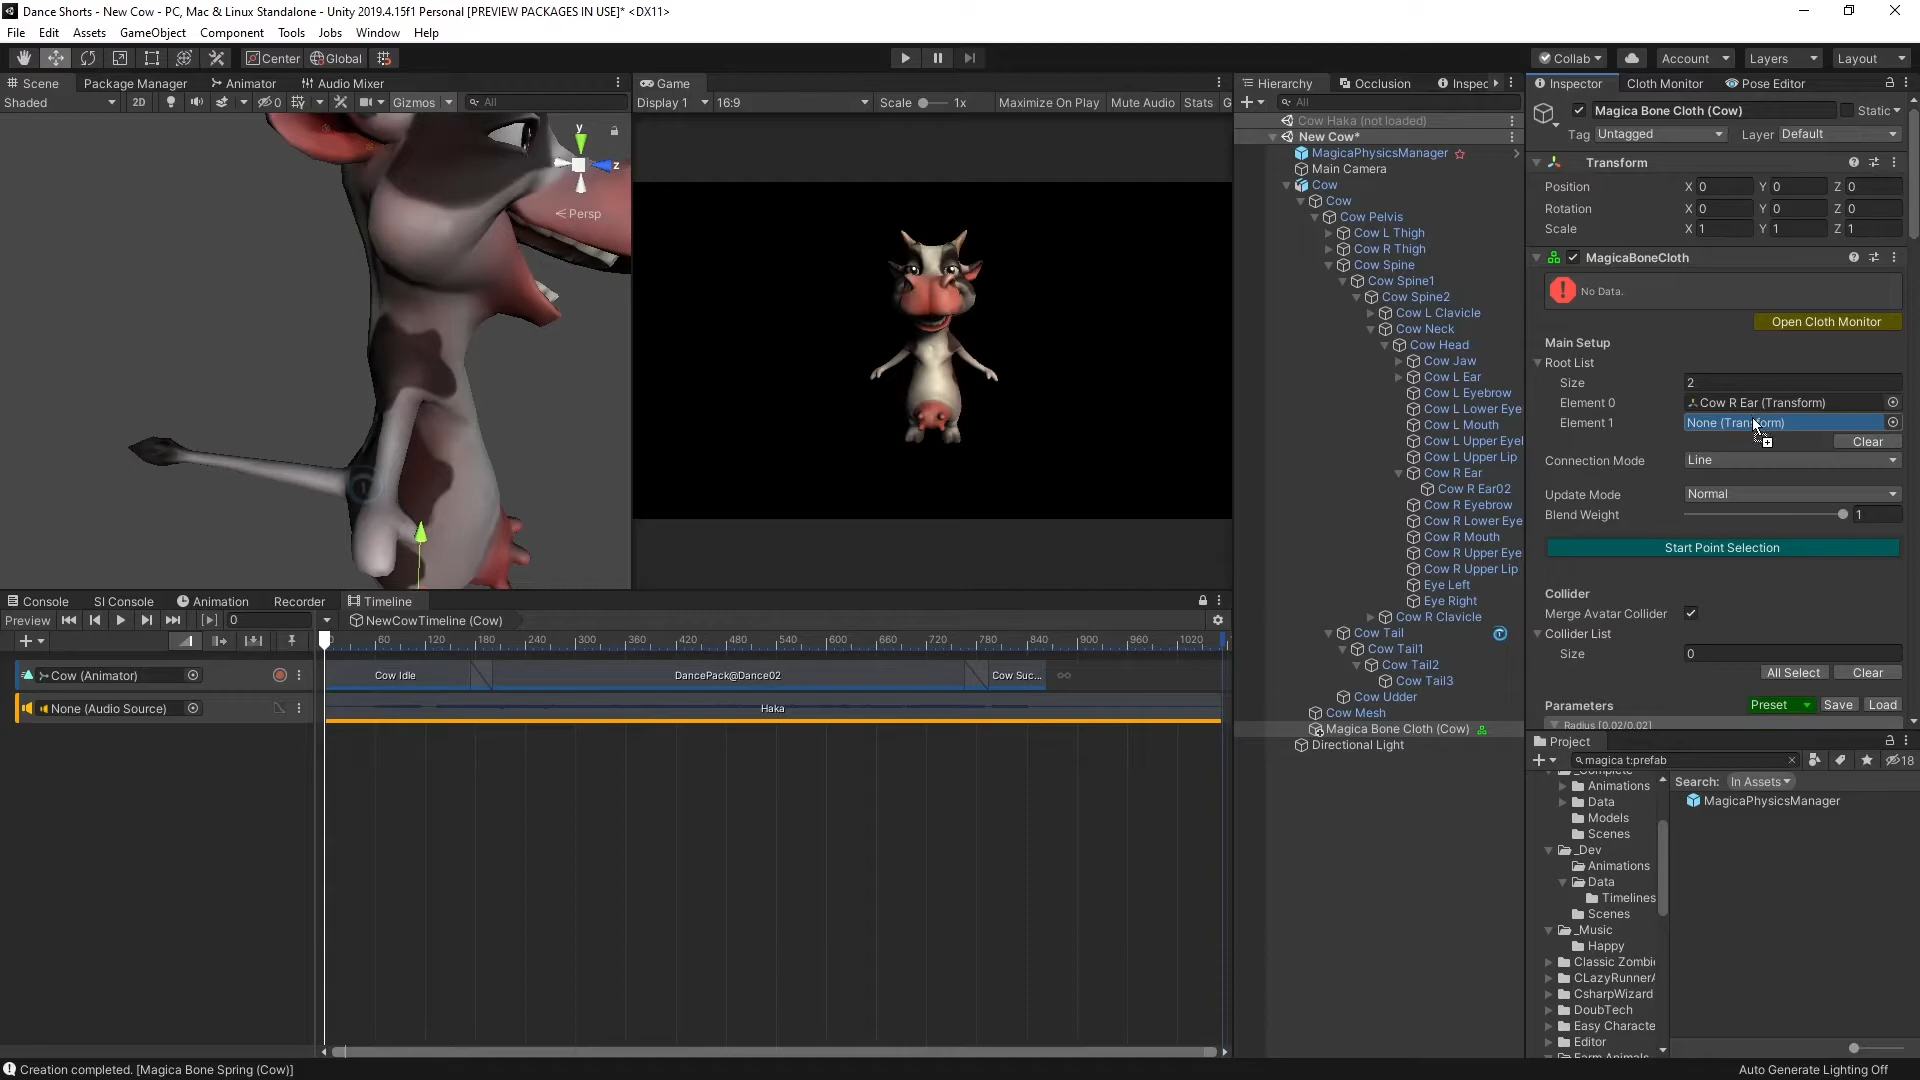 Dance Shorts - New Cow - PC, Mac & Linux Standalone - Unity 2019.4.15f1 Personal [PREVIEW PACKAGES IN USE]* <DX11>
File Edit Assets GameObject Component Tools Jobs Window Help
Center Global Collab Account Layers Layout
Scene Package Manager Animator Audio Mixer
Shaded 2D 0 Gizmos All
y
z
Persp
Game
Display 1 16:9 Scale 1x Maximize On Play Mute Audio Stats G
Hierarchy Occlusion Inspec
All
Cow Haka (not loaded)
New Cow*
MagicaPhysicsManager
Main Camera
Cow
Cow
Cow Pelvis
Cow L Thigh
Cow R Thigh
Cow Spine
Cow Spine1
Cow Spine2
Cow L Clavicle
Cow Neck
Cow Head
Cow Jaw
Cow L Ear
Cow L Eyebrow
Cow L Lower Eye
Cow L Mouth
Cow L Upper Eyel
Cow L Upper Lip
Cow R Ear
Cow R Ear02
Cow R Eyebrow
Cow R Lower Eye
Cow R Mouth
Cow R Upper Eye
Cow R Upper Lip
Eye Left
Eye Right
Cow R Clavicle
Cow Tail
Cow Tail1
Cow Tail2
Cow Tail3
Cow Udder
Cow Mesh
Magica Bone Cloth (Cow)
Directional Light
Inspector Cloth Monitor Pose Editor
Magica Bone Cloth (Cow) Static
Tag Untagged Layer Default
Transform
Position X 0 Y 0 Z 0
Rotation X 0 Y 0 Z 0
Scale X 1 Y 1 Z 1
MagicaBoneCloth
No Data.
Open Cloth Monitor
Main Setup
Root List
Size 2
Element 0 Cow R Ear (Transform)
Element 1 None (Transform)
Clear
Connection Mode Line
Update Mode Normal
Blend Weight 1
Start Point Selection
Collider
Merge Avatar Collider
Collider List
Size 0
All Select Clear
Parameters Preset Save Load
Radius [0.02/0.02]
Console SI Console Animation Recorder Timeline
Preview 0 NewCowTimeline (Cow)
60 120 180 240 300 360 420 480 540 600 660 720 780 840 900 960 1020
Cow (Animator) Cow Idle DancePack@Dance02 Cow Suc...
None (Audio Source) Haka
Project
magica t:prefab 18
Animations
Data
Models
Scenes
_Dev
Animations
Data
Timelines
Scenes
_Music
Happy
Classic Zombi
CLazyRunnerA
CsharpWizard
DoubTech
Easy Characte
Editor
Farm Animals
Search: In Assets
MagicaPhysicsManager
Creation completed. [Magica Bone Spring (Cow)]
Auto Generate Lighting Off